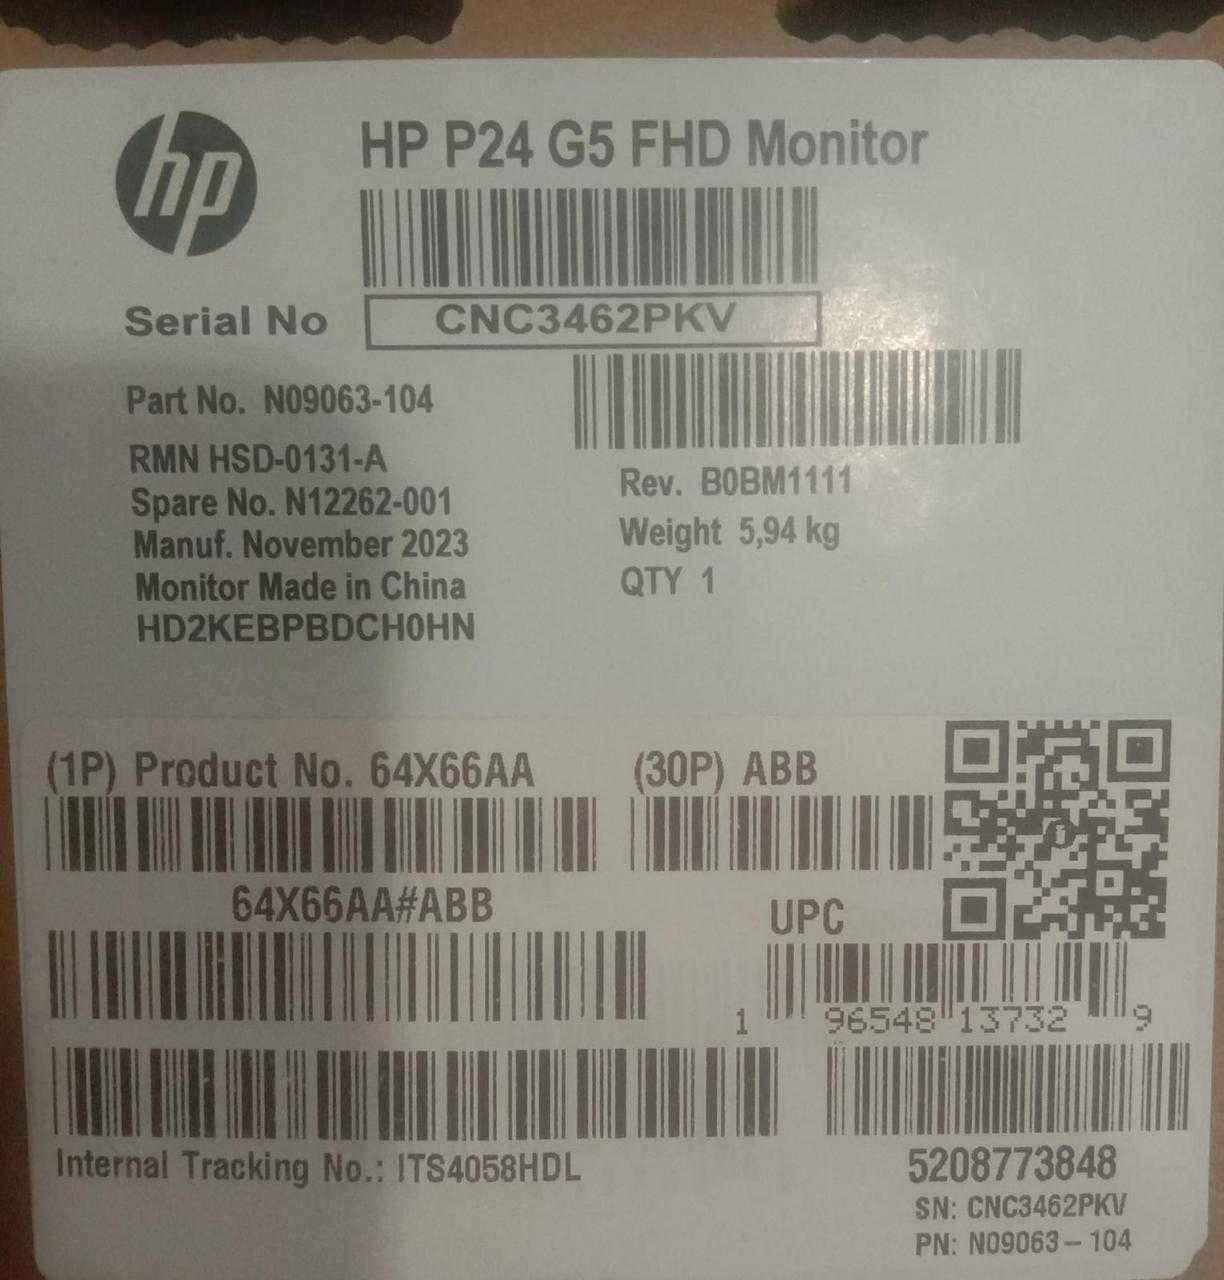 hp
HP P24 G5 FHD Monitor
Serial No CNC3462PKV
Part No. N09063-104
RMN HSD-0131-A
Spare No. N12262-001
Manuf. November 2023
Monitor Made in China
HD2KEBPBDCH0HN
Rev. B0BM1111
Weight 5,94 kg
QTY 1
(1P) Product No. 64X66AA
(30P) ABB
64X66AA#ABB
UPC
1 96548 13732 9
Internal Tracking No.: ITS4058HDL
5208773848
SN: CNC3462PKV
PN: N09063-104